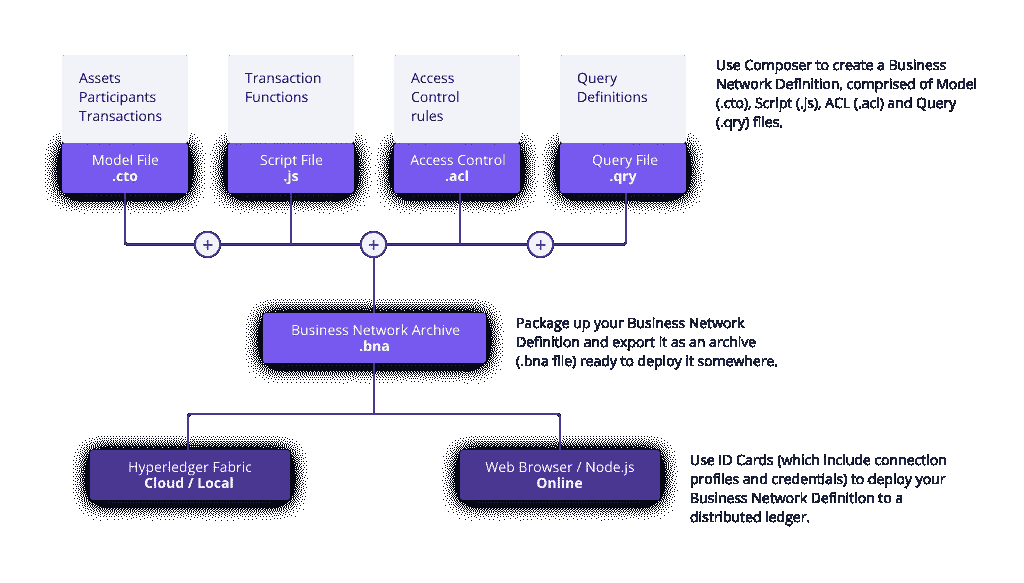 Assets
Participants
Transactions
Transaction
Functions
Access
Control
rules
Query
Definitions
Use Composer to create a Business
Network Definition, comprised of Model
(.cto), Script (.js), ACL (.acl) and Query
(.qry) files.
Model File
.cto
Script File
.js
Access Control
.acl
Query File
.qry
+
+
+
Business Network Archive
.bna
Package up your Business Network
Definition and export it as an archive
(.bna file) ready to deploy it somewhere.
Hyperledger Fabric
Cloud / Local
Web Browser / Node.js
Online
Use ID Cards (which include connection
profiles and credentials) to deploy your
Business Network Definition to a
distributed ledger.